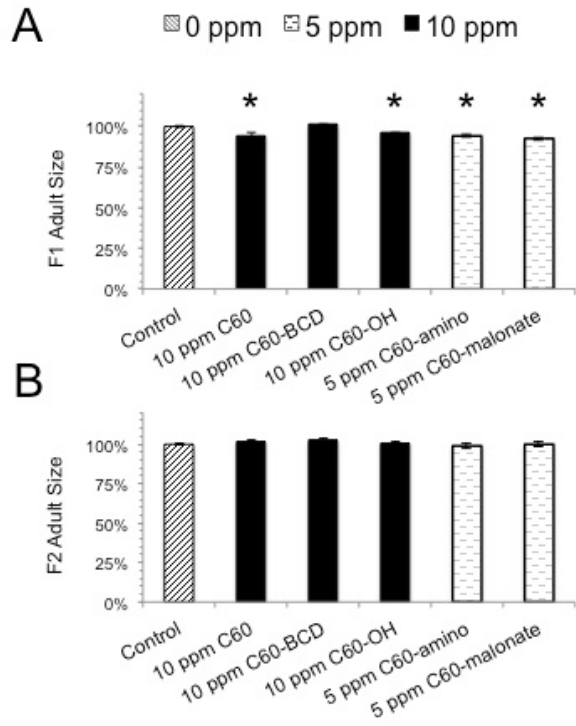 A
0 ppm 5 ppm 10 ppm
* * * *
F1 Adult Size
100%
75%
50%
25%
0%
Control
10 ppm C60
10 ppm C60-BCD
10 ppm C60-OH
5 ppm C60-amino
5 ppm C60-malonate
B
F2 Adult Size
100%
75%
50%
25%
0%
Control
10 ppm C60
10 ppm C60-BCD
10 ppm C60-OH
5 ppm C60-amino
5 ppm C60-malonate